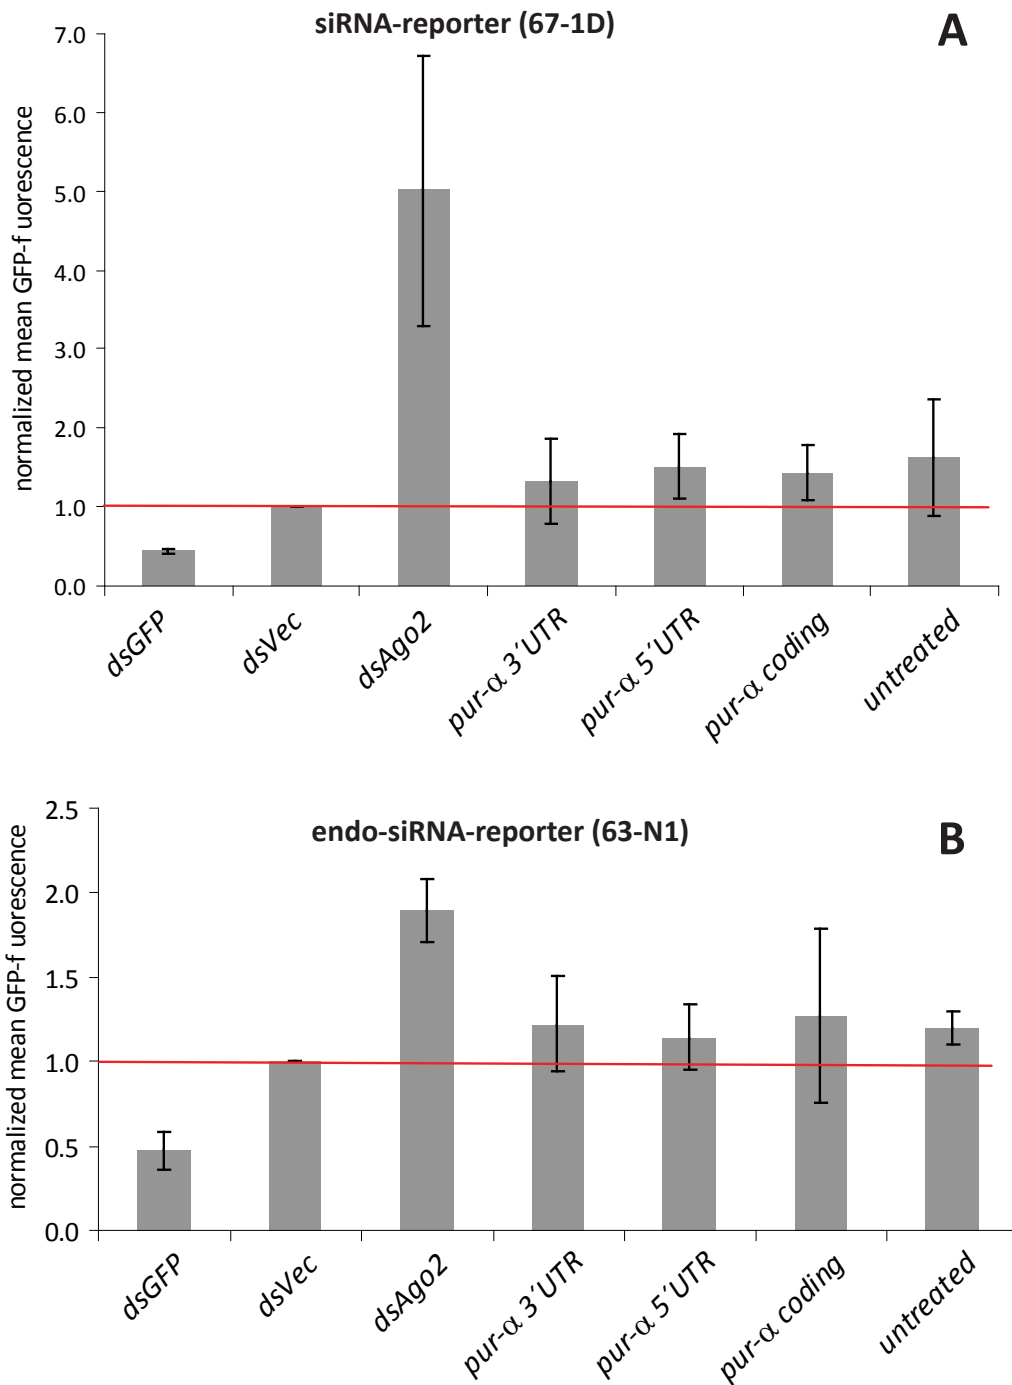 siRNA-reporter (67-1D)
A
normalized mean GFP-f uorescence
7.0
6.0
5.0
4.0
3.0
2.0
1.0
0.0
dsGFP
dsVec
dsAgo2
pur-α 3´UTR
pur-α 5´UTR
pur-α coding
untreated
endo-siRNA-reporter (63-N1)
B
normalized mean GFP-f uorescence
2.5
2.0
1.5
1.0
0.5
0.0
dsGFP
dsVec
dsAgo2
pur-α 3´UTR
pur-α 5´UTR
pur-α coding
untreated